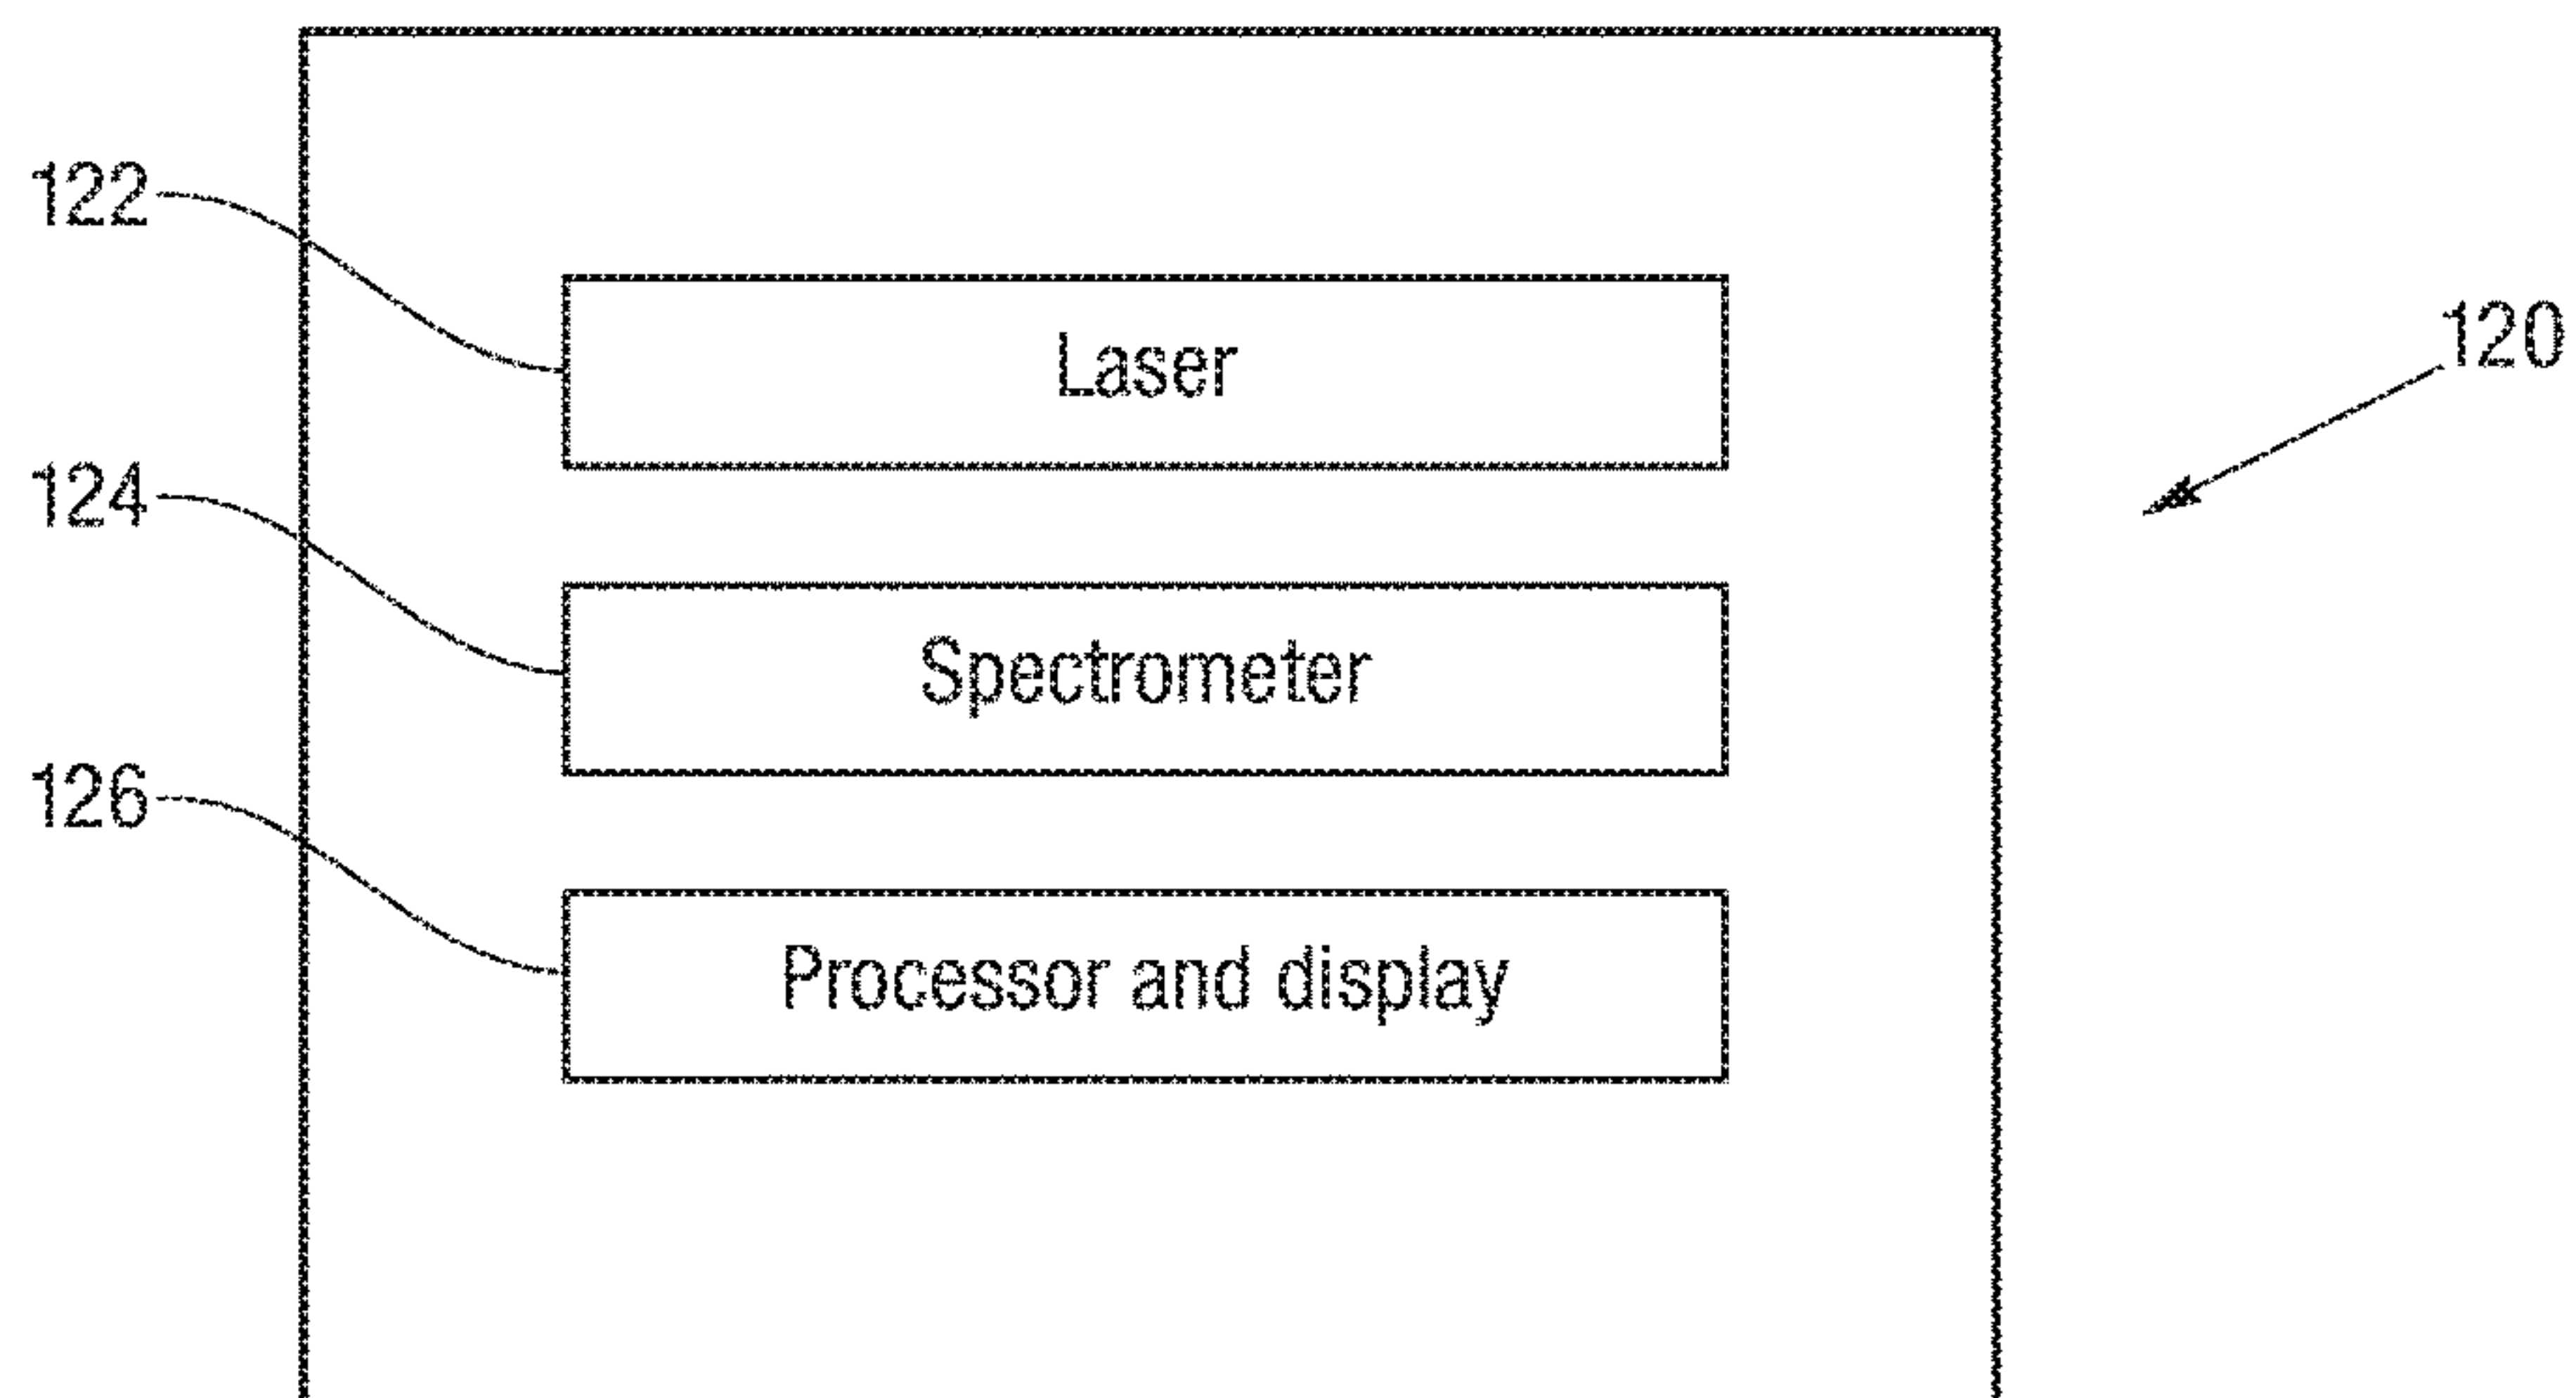 122
Laser
120
124
Spectrometer
126
Processor and display